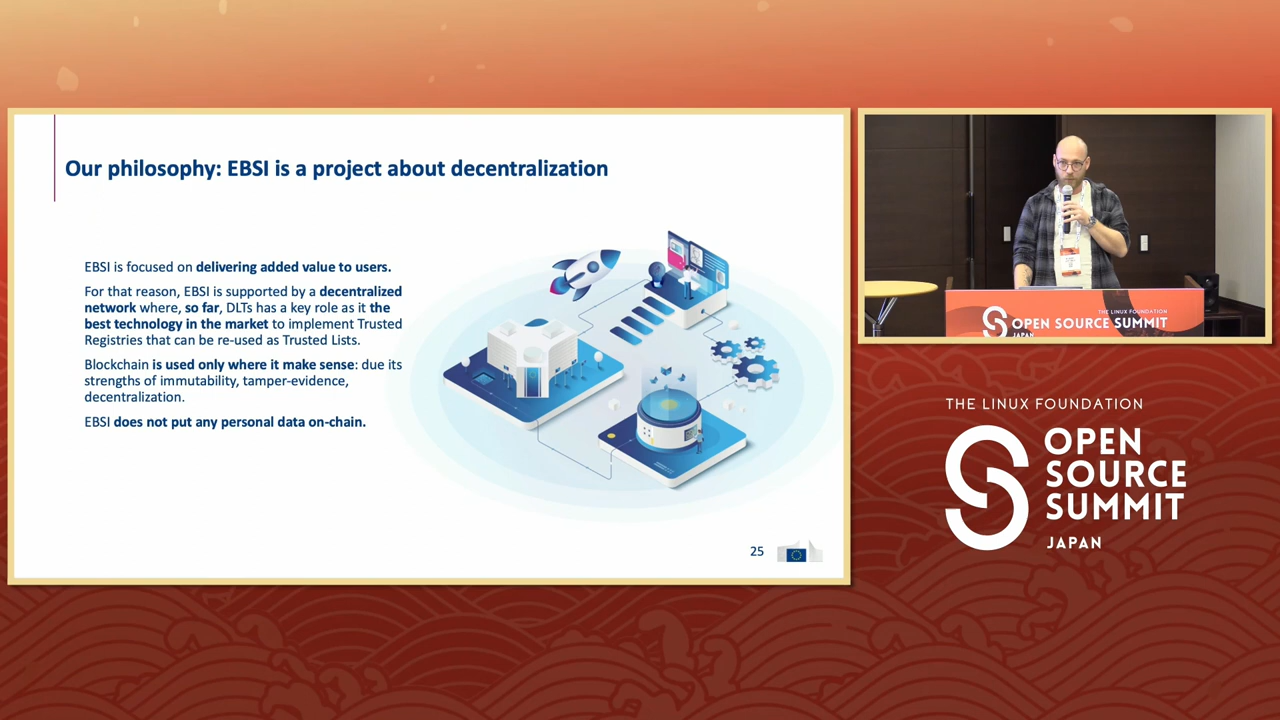 Our philosophy: EBSI is a project about decentralization
EBSI is focused on delivering added value to users.
For that reason, EBSI is supported by a decentralized
network where, so far, DLTs has a key role as it the
best technology in the market to implement Trusted
Registries that can be re-used as Trusted Lists.
Blockchain is used only where it make sense: due its
strengths of immutability, tamper-evidence,
decentralization.
EBSI does not put any personal data on-chain.
25
THE LINUX FOUNDATION
OPEN SOURCE SUMMIT
JAPAN
THE LINUX FOUNDATION
OPEN
SOURCE
SUMMIT
JAPAN